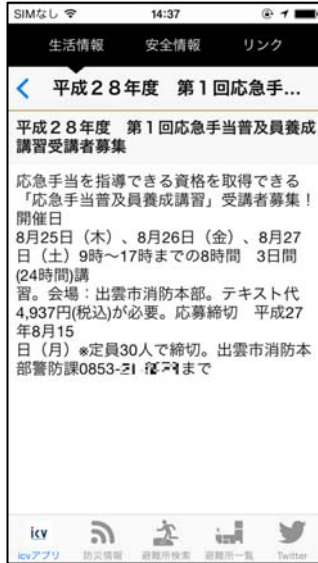 SIMなし 14:37
生活情報 安全情報 リンク
平成２８年度　第１回応急手...
平成２８年度　第１回応急手当普及員養成
講習受講者募集
応急手当を指導できる資格を取得できる
「応急手当普及員養成講習」受講者募集！
開催日
8月25日（木）、8月26日（金）、8月27
日（土）9時〜17時までの8時間　3日間
(24時間)講
習。会場：出雲市消防本部。テキスト代
4,937円(税込)が必要。応募締切　平成27
年8月15
日（月）※定員30人で締切。出雲市消防本
部警防課0853-21-まで
icv
icvアプリ 防災情報 避難所検索 避難所一覧 Twitter